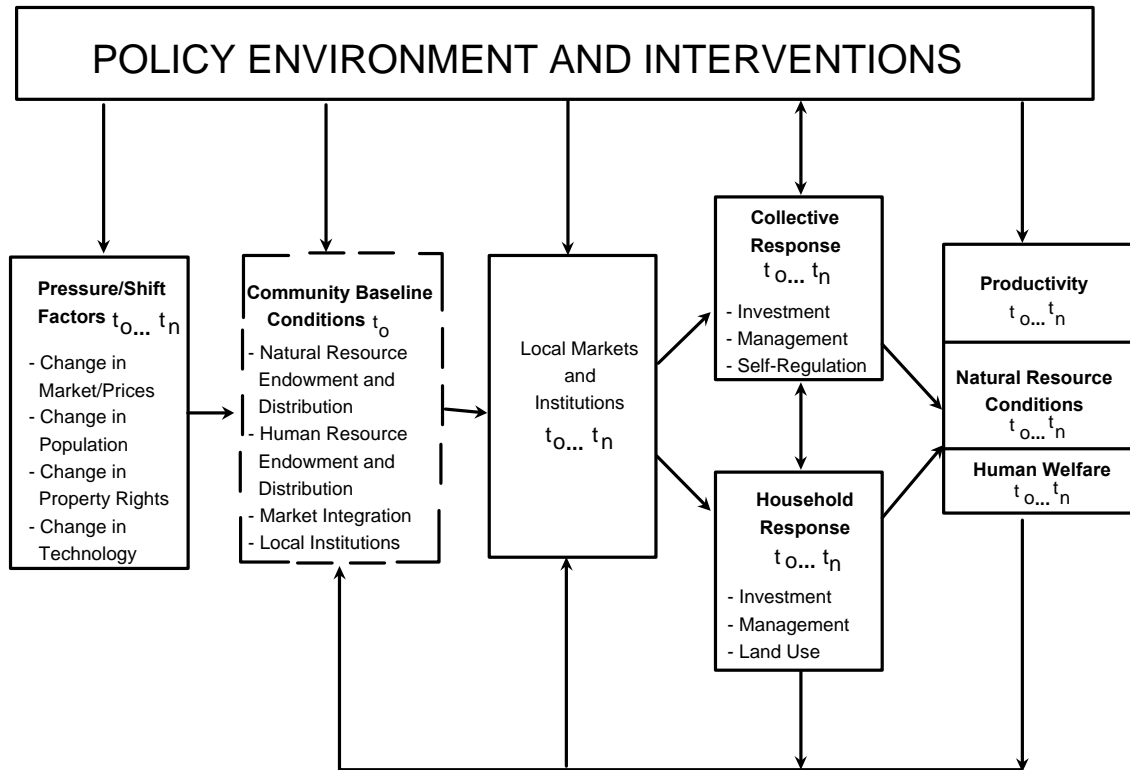 POLICY ENVIRONMENT AND INTERVENTIONS
Pressure/Shift
Factors to... tn
- Change in
Market/Prices
- Change in
Population
- Change in
Property Rights
- Change in
Technology
Community Baseline
Conditions to
- Natural Resource
Endowment and
Distribution
- Human Resource
Endowment and
Distribution
- Market Integration
- Local Institutions
Local Markets
and
Institutions
to... tn
Collective
Response
to... tn
- Investment
- Management
- Self-Regulation
Household
Response
to... tn
- Investment
- Management
- Land Use
Productivity
to... tn
Natural Resource
Conditions
to... tn
Human Welfare
to... tn